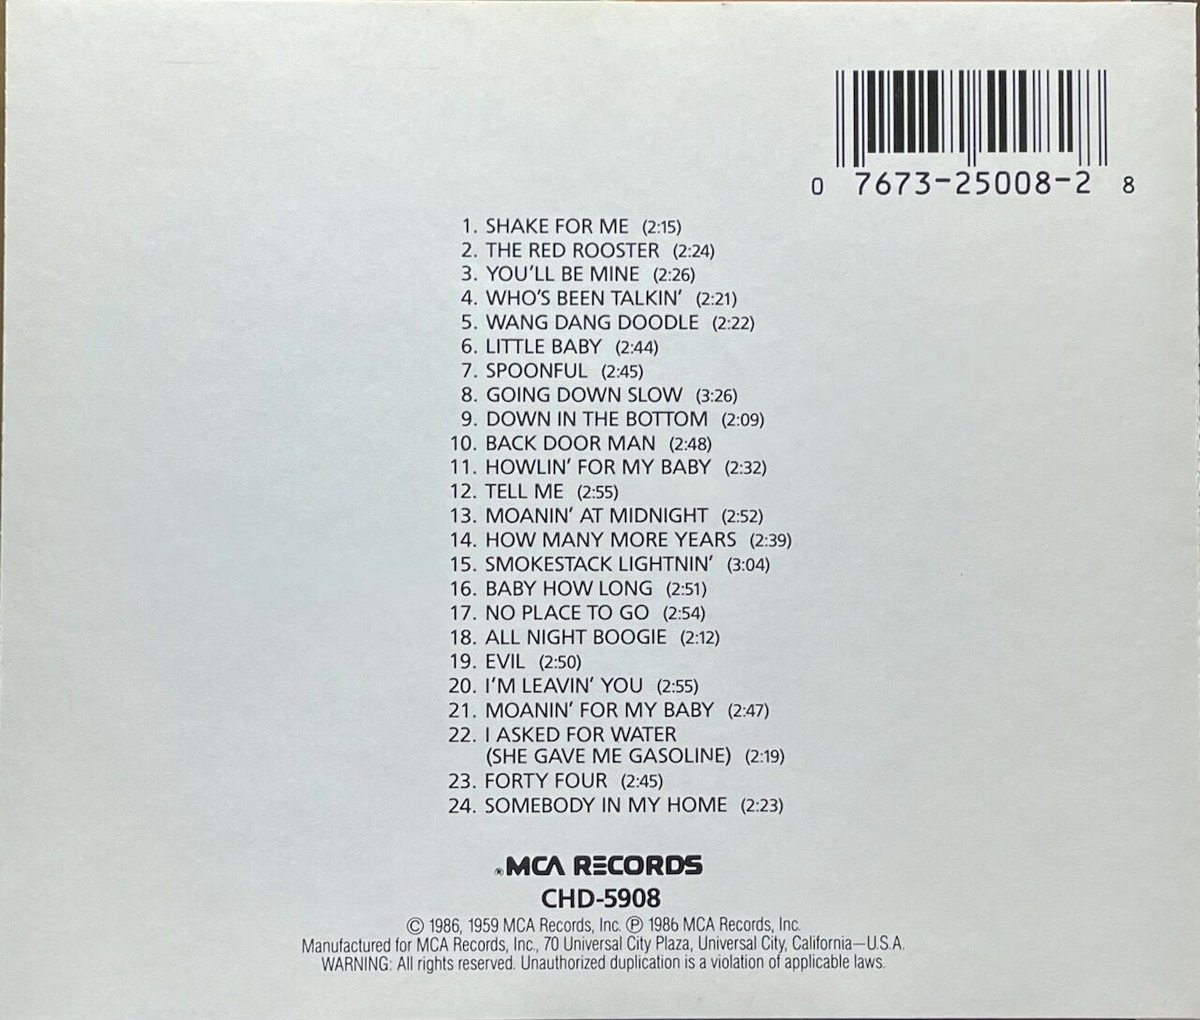 0 7673-25008-2 8
1. SHAKE FOR ME (2:15)
2. THE RED ROOSTER (2:24)
3. YOU'LL BE MINE (2:26)
4. WHO'S BEEN TALKIN' (2:21)
5. WANG DANG DOODLE (2:22)
6. LITTLE BABY (2:44)
7. SPOONFUL (2:45)
8. GOING DOWN SLOW (3:26)
9. DOWN IN THE BOTTOM (2:09)
10. BACK DOOR MAN (2:48)
11. HOWLIN' FOR MY BABY (2:32)
12. TELL ME (2:55)
13. MOANIN' AT MIDNIGHT (2:52)
14. HOW MANY MORE YEARS (2:39)
15. SMOKESTACK LIGHTNIN' (3:04)
16. BABY HOW LONG (2:51)
17. NO PLACE TO GO (2:54)
18. ALL NIGHT BOOGIE (2:12)
19. EVIL (2:50)
20. I'M LEAVIN' YOU (2:55)
21. MOANIN' FOR MY BABY (2:47)
22. I ASKED FOR WATER
(SHE GAVE ME GASOLINE) (2:19)
23. FORTY FOUR (2:45)
24. SOMEBODY IN MY HOME (2:23)
®MCA RECORDS
CHD-5908
© 1986, 1959 MCA Records, Inc. ℗ 1986 MCA Records, Inc.
Manufactured for MCA Records, Inc., 70 Universal City Plaza, Universal City, California—U.S.A.
WARNING: All rights reserved. Unauthorized duplication is a violation of applicable laws.